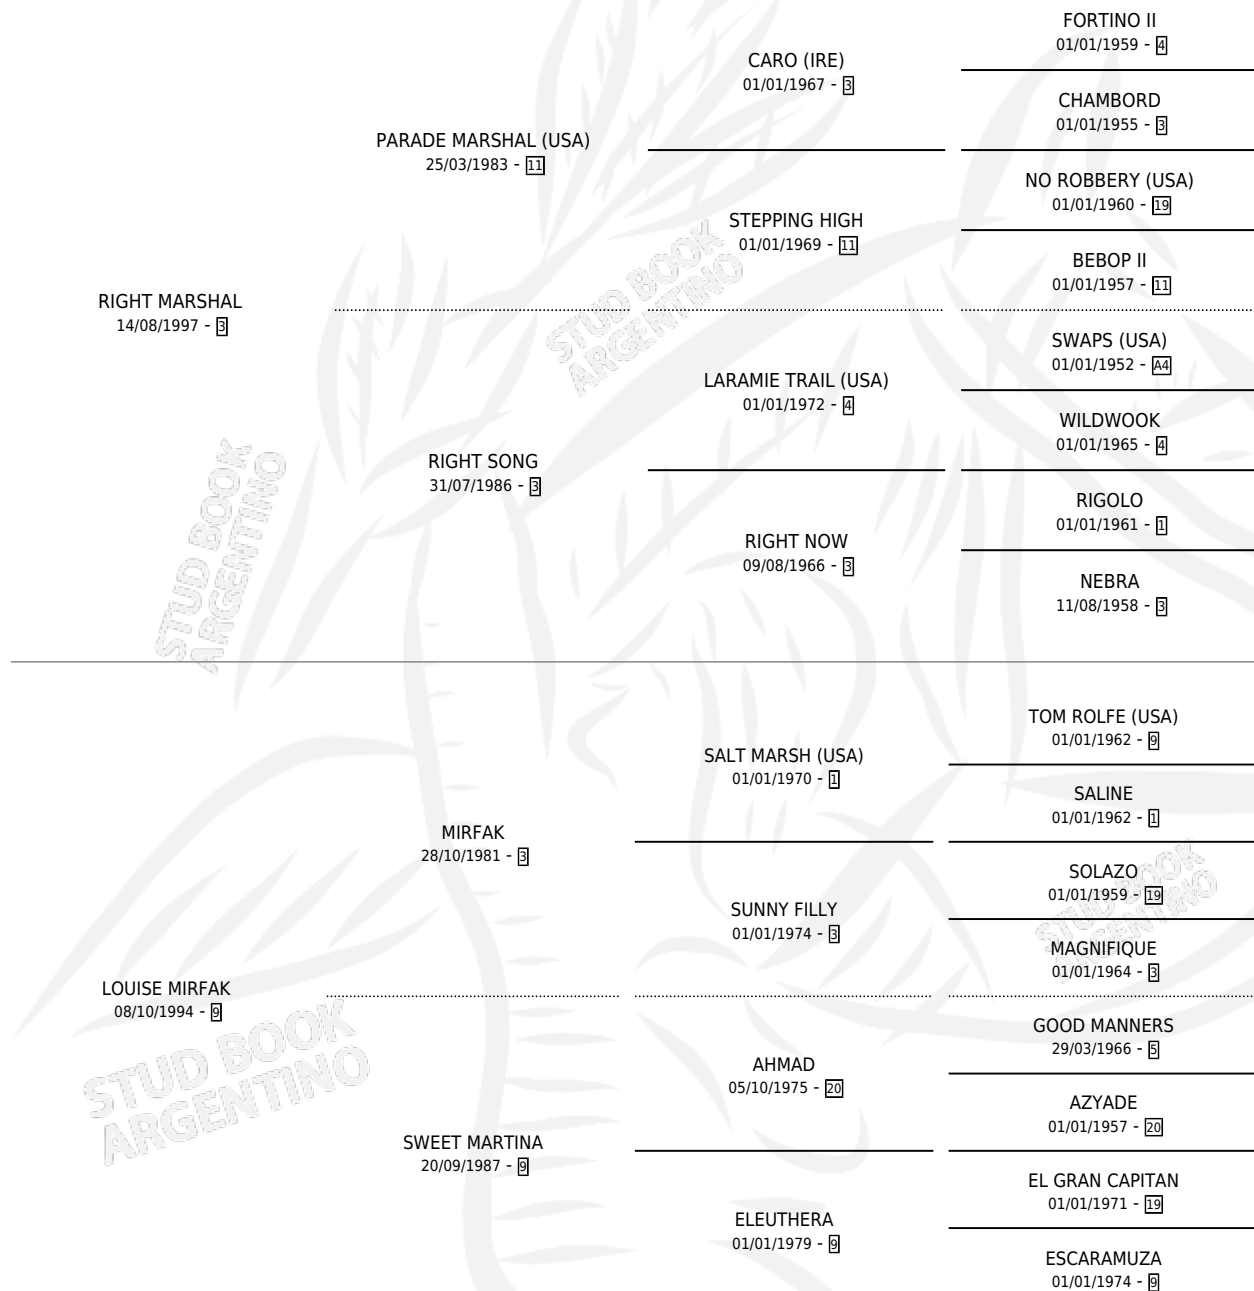 FORTINO II
01/01/1959 - 4
CARO (IRE)
01/01/1967 - 3
CHAMBORD
01/01/1955 - 3
PARADE MARSHAL (USA)
25/03/1983 - 11
NO ROBBERY (USA)
01/01/1960 - 19
STEPPING HIGH
01/01/1969 - 11
BEBOP II
01/01/1957 - 11
RIGHT MARSHAL
14/08/1997 - 3
SWAPS (USA)
01/01/1952 - A4
LARAMIE TRAIL (USA)
01/01/1972 - 4
WILDWOOK
01/01/1965 - 4
RIGHT SONG
31/07/1986 - 3
RIGOLO
01/01/1961 - 1
RIGHT NOW
09/08/1966 - 3
NEBRA
11/08/1958 - 3
STUD BOOK
ARGENTINO
STUD BOOK
ARGENTINO
TOM ROLFE (USA)
01/01/1962 - 9
SALT MARSH (USA)
01/01/1970 - 1
SALINE
01/01/1962 - 1
MIRFAK
28/10/1981 - 3
SOLAZO
01/01/1959 - 19
SUNNY FILLY
01/01/1974 - 3
MAGNIFIQUE
01/01/1964 - 3
LOUISE MIRFAK
08/10/1994 - 9
GOOD MANNERS
29/03/1966 - 5
AHMAD
05/10/1975 - 20
AZYADE
01/01/1957 - 20
SWEET MARTINA
20/09/1987 - 9
EL GRAN CAPITAN
01/01/1971 - 19
ELEUTHERA
01/01/1979 - 9
ESCARAMUZA
01/01/1974 - 9
STUD BOOK
ARGENTINO
STUD BOOK
ARGENTINO